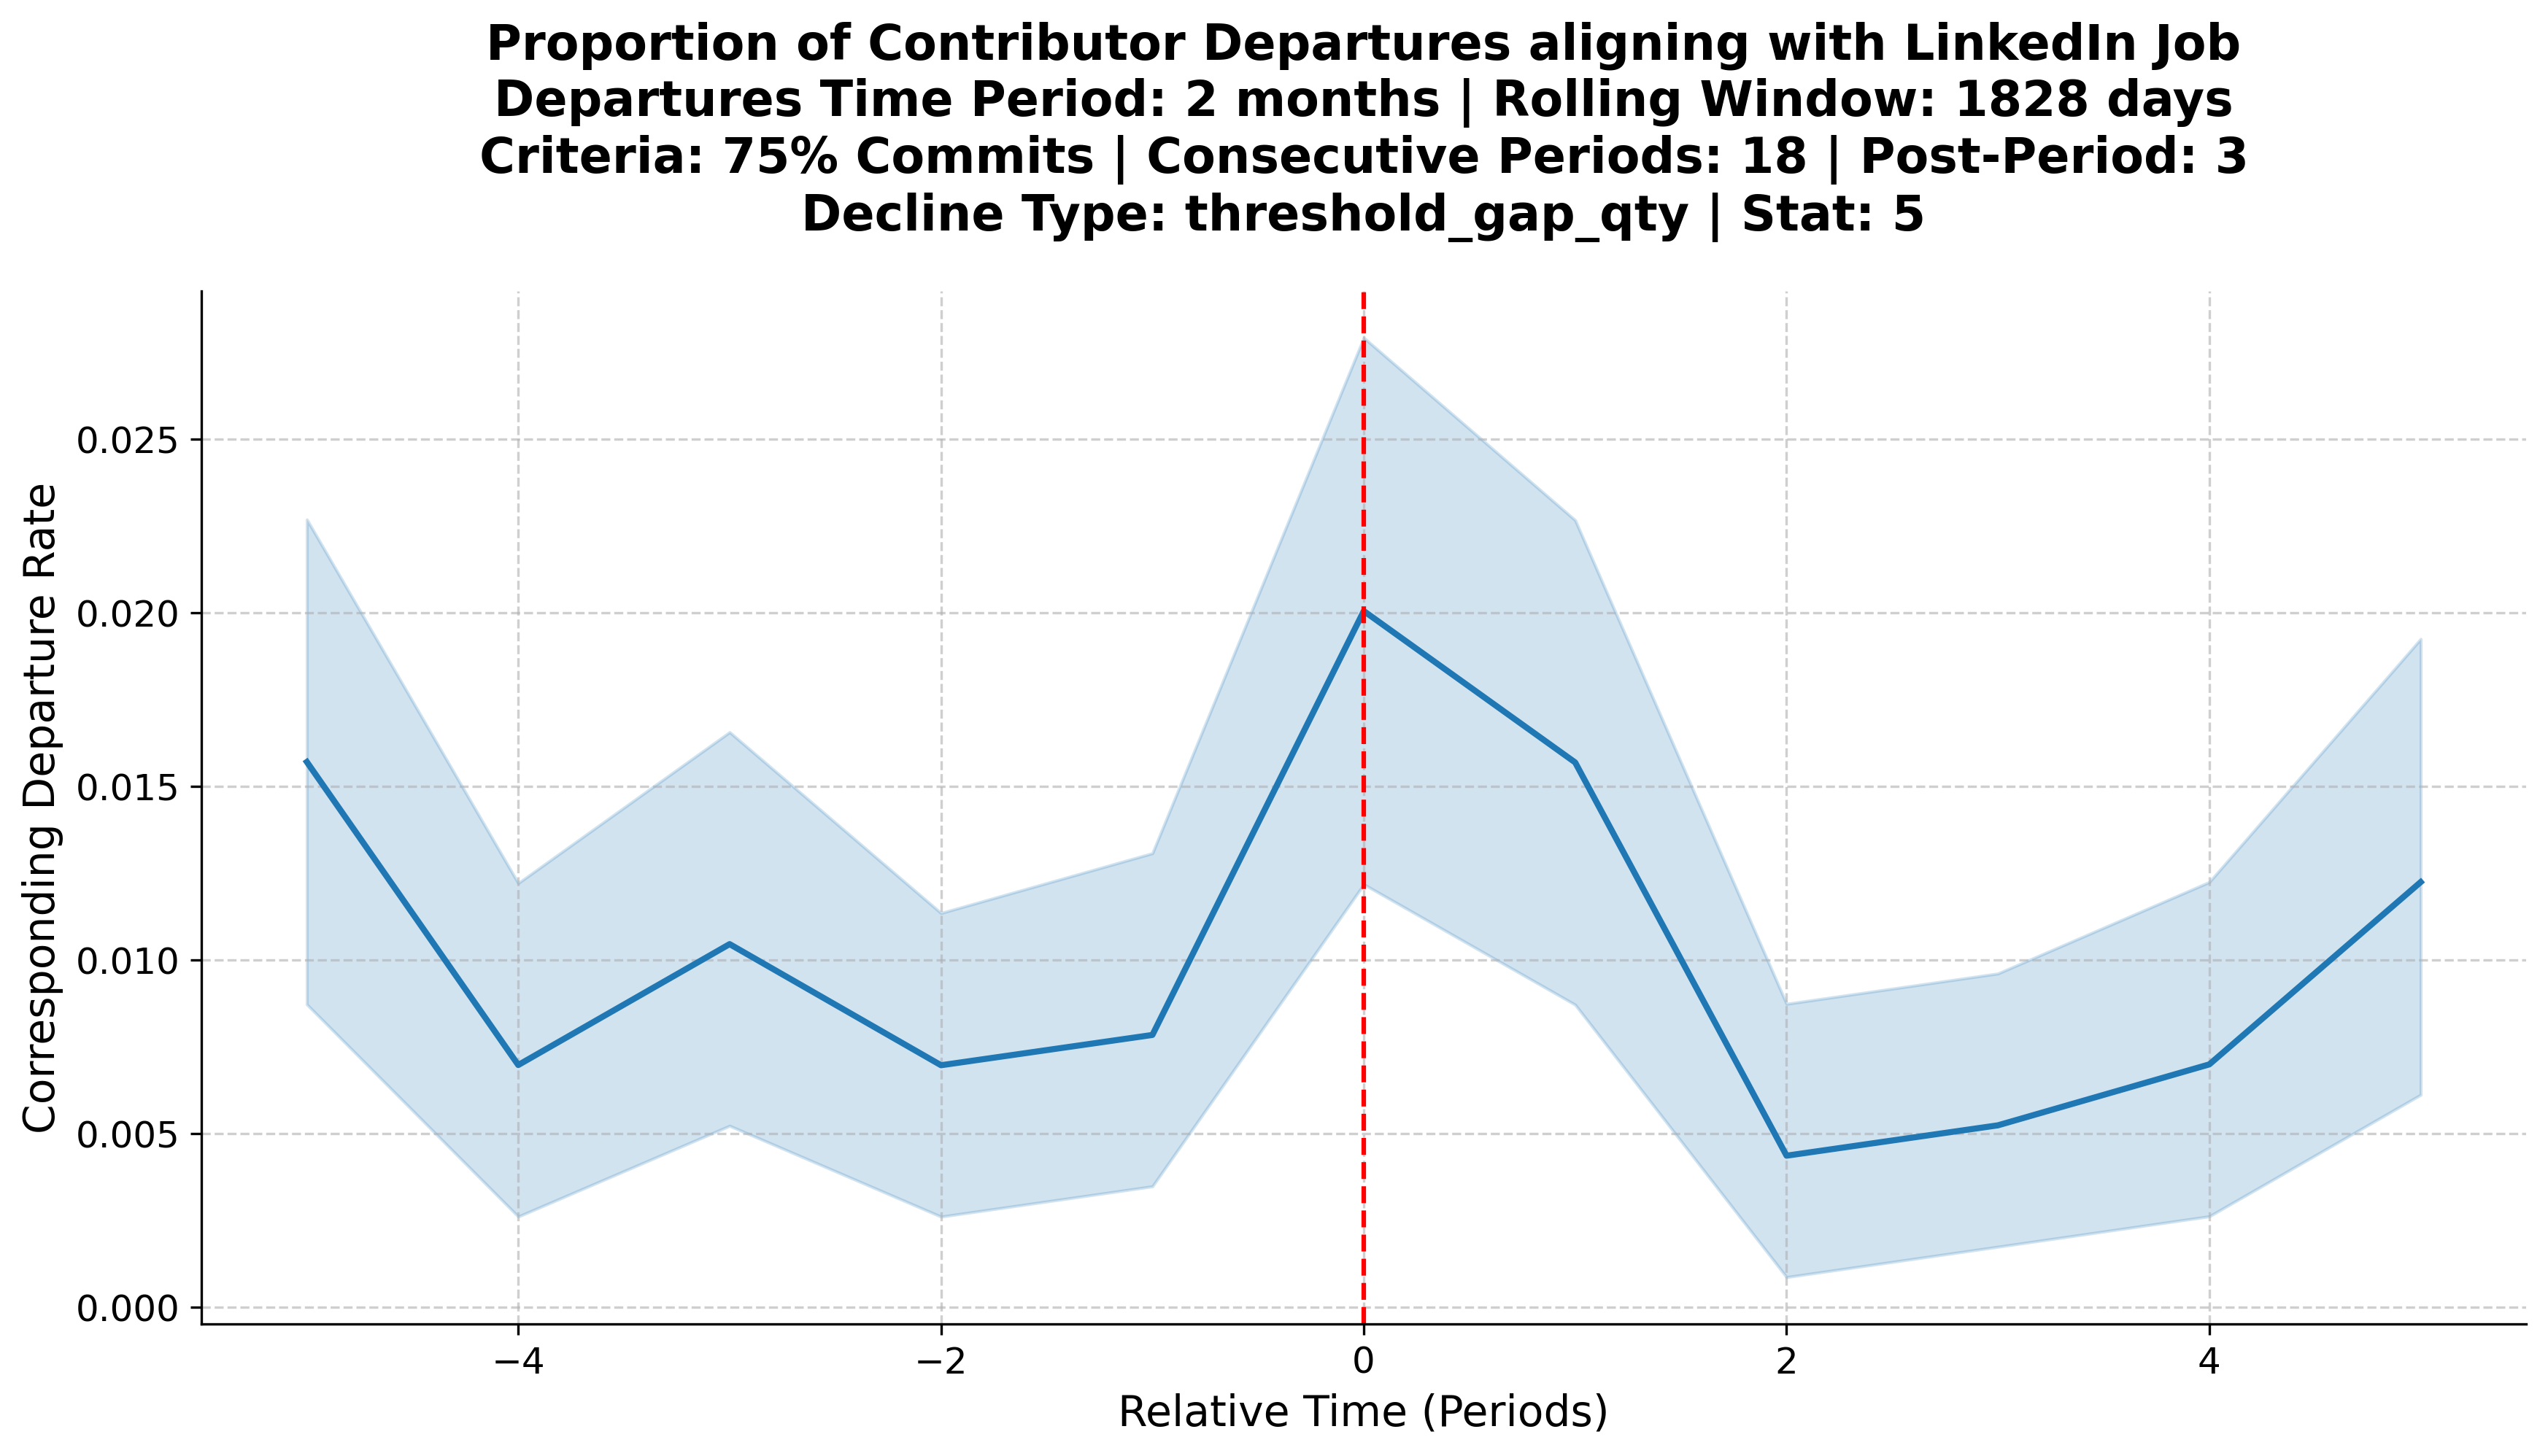 Proportion of Contributor Departures aligning with LinkedIn Job
Departures Time Period: 2 months | Rolling Window: 1828 days
Criteria: 75% Commits | Consecutive Periods: 18 | Post-Period: 3
Decline Type: threshold_gap_qty | Stat: 5
Corresponding Departure Rate
0.025
0.020
0.015
0.010
0.005
0.000
−4
−2
0
2
4
Relative Time (Periods)